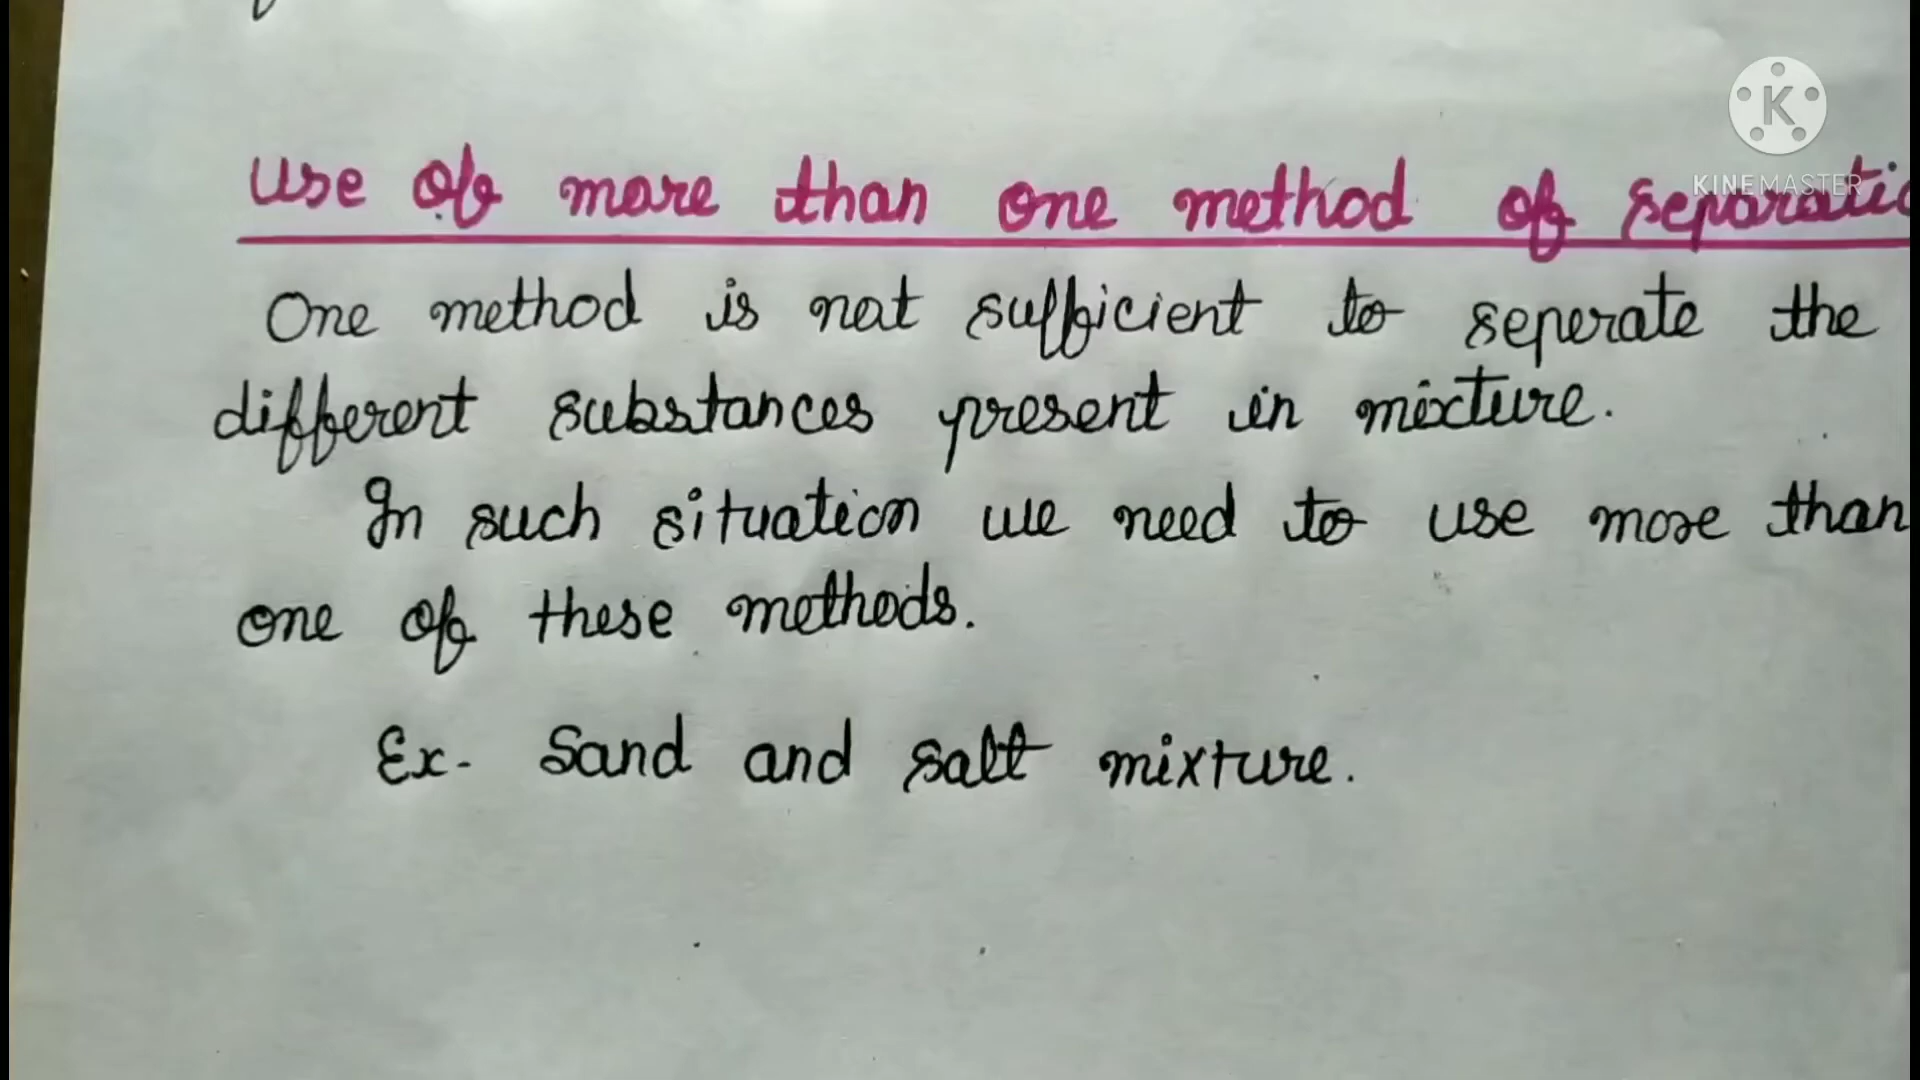 K
KINEMASTER
use of more than one method of separatio
One method is not sufficient to seperate the
different substances present in mixture.
In such situation we need to use more than
one of these methods.
Ex. Sand and salt mixture.